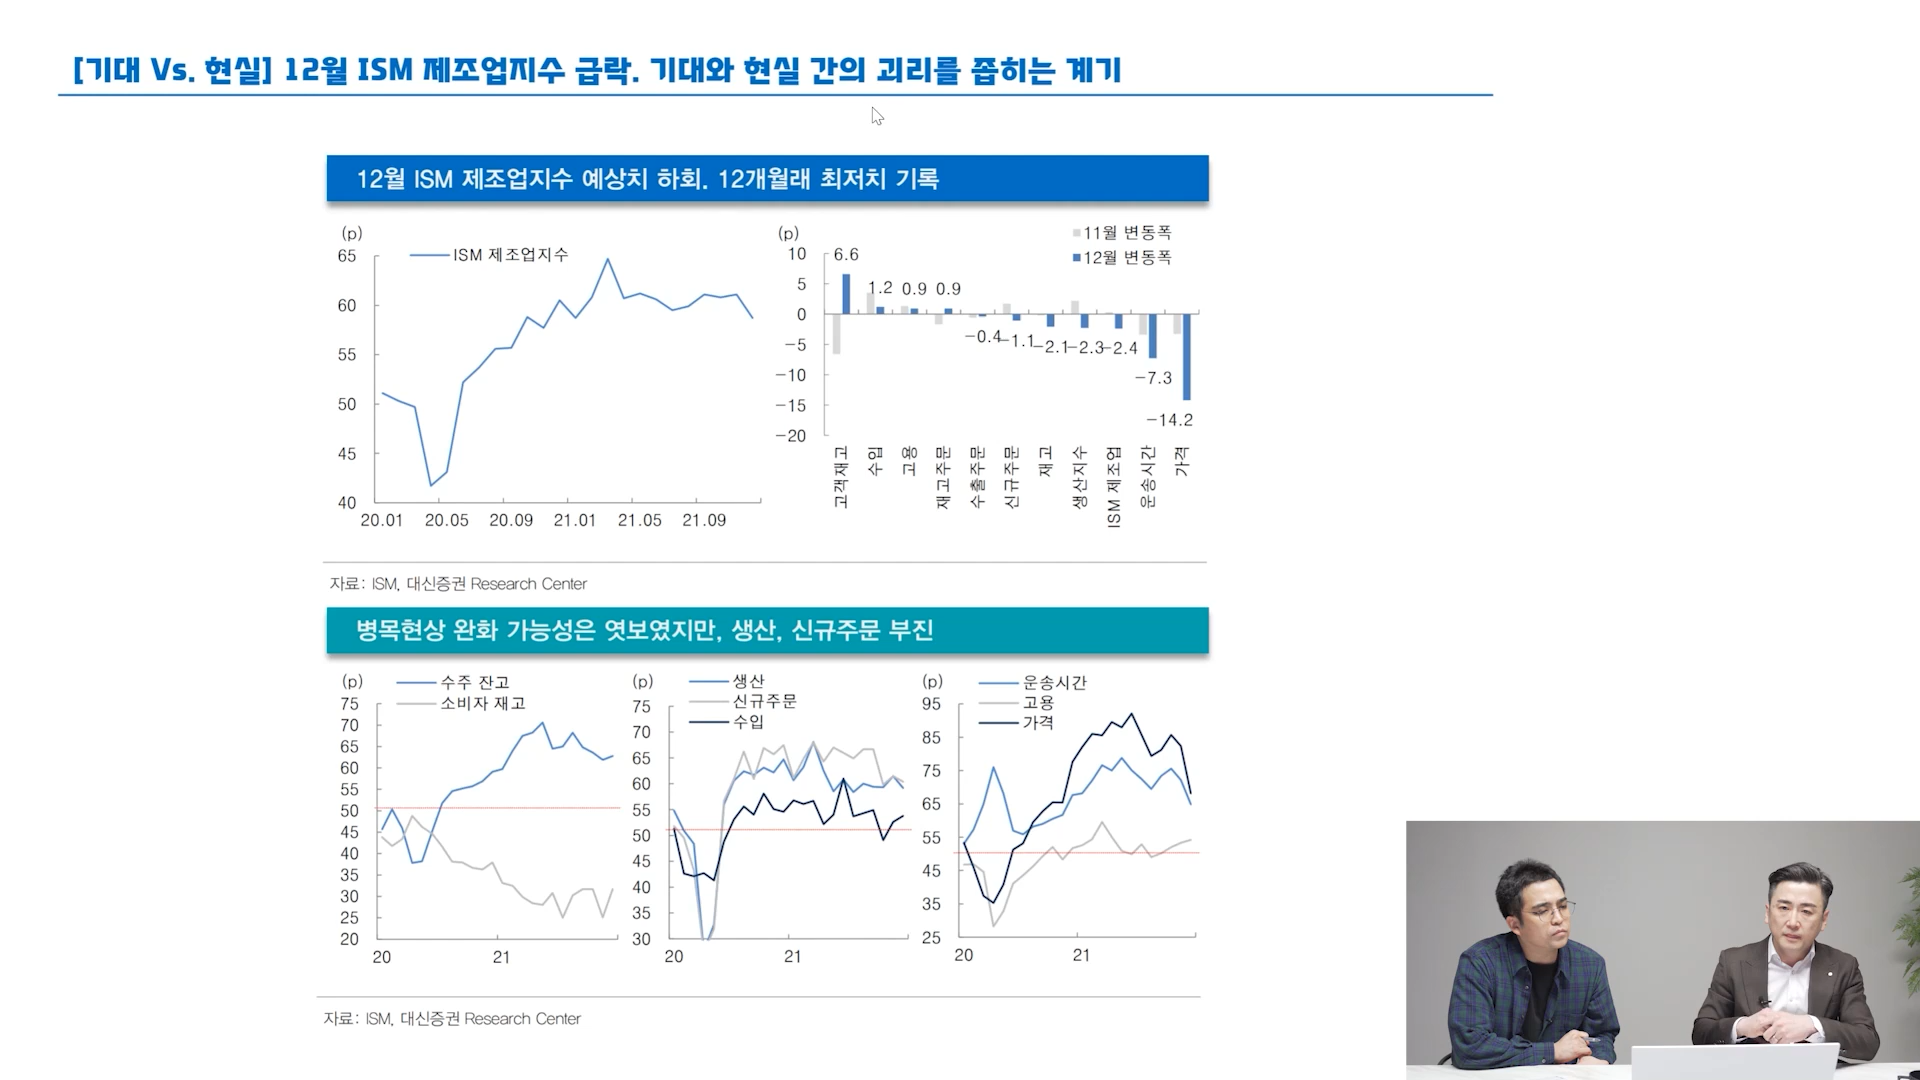 [기대 Vs. 현실] 12월 ISM 제조업지수 급락. 기대와 현실 간의 괴리를 좁히는 계기
12월 ISM 제조업지수 예상치 하회. 12개월래 최저치 기록
(p)
ISM 제조업지수
65
60
55
50
45
40
20.01 20.05 20.09 21.01 21.05 21.09
(p)
11월 변동폭
12월 변동폭
10
5
0
-5
-10
-15
-20
6.6
1.2 0.9 0.9
-0.4 -1.1 -2.1 -2.3 -2.4
-7.3
-14.2
고객재고
수입
고용
재고주문
수출주문
신규주문
재고
생산지수
ISM 제조업
운송시간
가격
자료: ISM, 대신증권 Research Center
병목현상 완화 가능성은 엿보였지만, 생산, 신규주문 부진
(p)
수주 잔고
소비자 재고
75
70
65
60
55
50
45
40
35
30
25
20
20 21
(p)
생산
신규주문
수입
75
70
65
60
55
50
45
40
35
30
20 21
(p)
운송시간
고용
가격
95
85
75
65
55
45
35
25
20 21
자료: ISM, 대신증권 Research Center